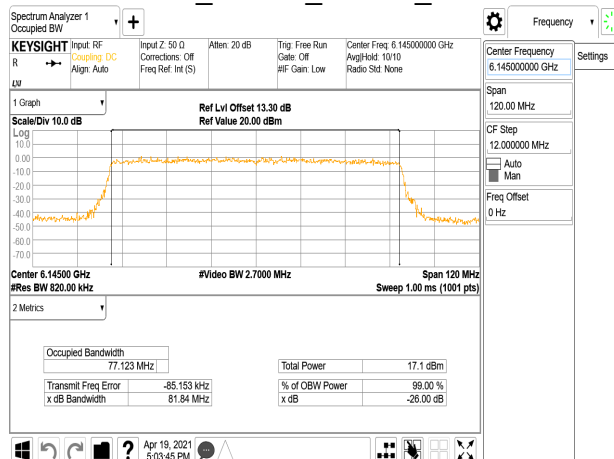 Spectrum Analyzer 1
Occupied BW
Frequency
KEYSIGHT
R
LXI
Input: RF
Coupling: DC
Align: Auto
Input Z: 50 Ω
Corrections: Off
Freq Ref: Int (S)
Atten: 20 dB
Trig: Free Run
Gate: Off
#IF Gain: Low
Center Freq: 6.145000000 GHz
Avg|Hold: 10/10
Radio Std: None
Center Frequency
6.145000000 GHz
Settings
Span
120.00 MHz
CF Step
12.000000 MHz
Auto
Man
Freq Offset
0 Hz
1 Graph
Scale/Div 10.0 dB
Ref Lvl Offset 13.30 dB
Ref Value 20.00 dBm
Log
10.0
0.00
-10.0
-20.0
-30.0
-40.0
-50.0
-60.0
-70.0
Center 6.14500 GHz
#Res BW 820.00 kHz
#Video BW 2.7000 MHz
Span 120 MHz
Sweep 1.00 ms (1001 pts)
2 Metrics
Occupied Bandwidth
77.123 MHz
Total Power 17.1 dBm
Transmit Freq Error -85.153 kHz
% of OBW Power 99.00 %
x dB Bandwidth 81.84 MHz
x dB -26.00 dB
?
Apr 19, 2021
5:03:45 PM